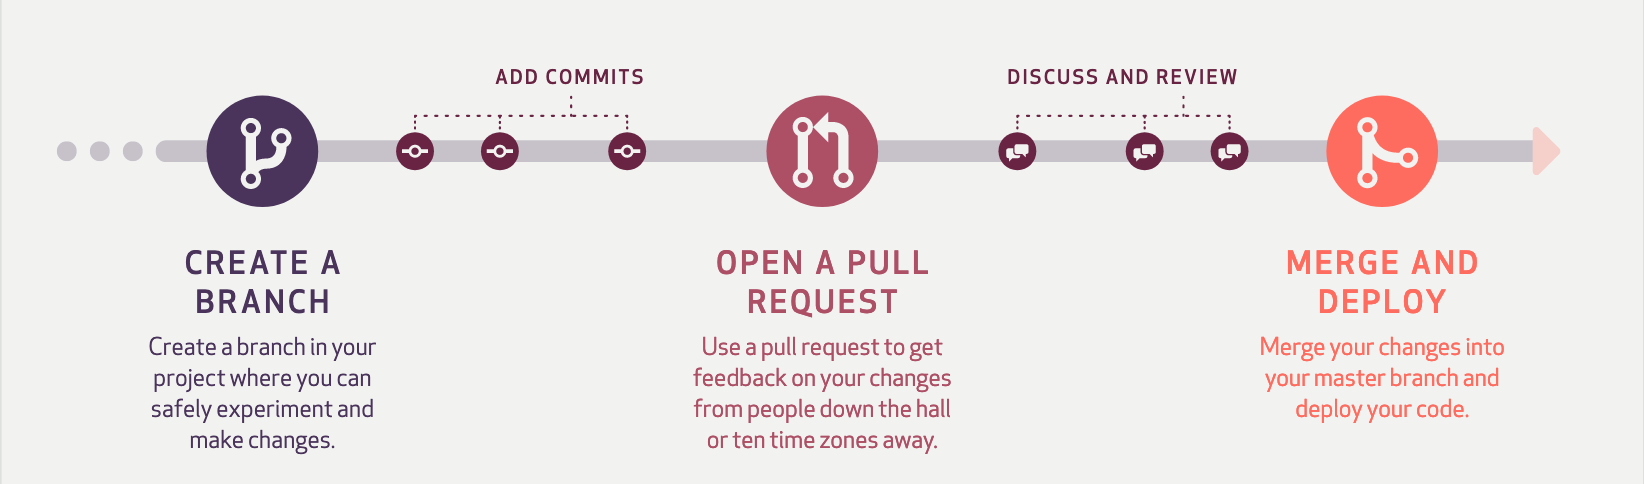 ADD COMMITS
DISCUSS AND REVIEW
CREATE A
BRANCH
Create a branch in your
project where you can
safely experiment and
make changes.
OPEN A PULL
REQUEST
Use a pull request to get
feedback on your changes
from people down the hall
or ten time zones away.
MERGE AND
DEPLOY
Merge your changes into
your master branch and
deploy your code.